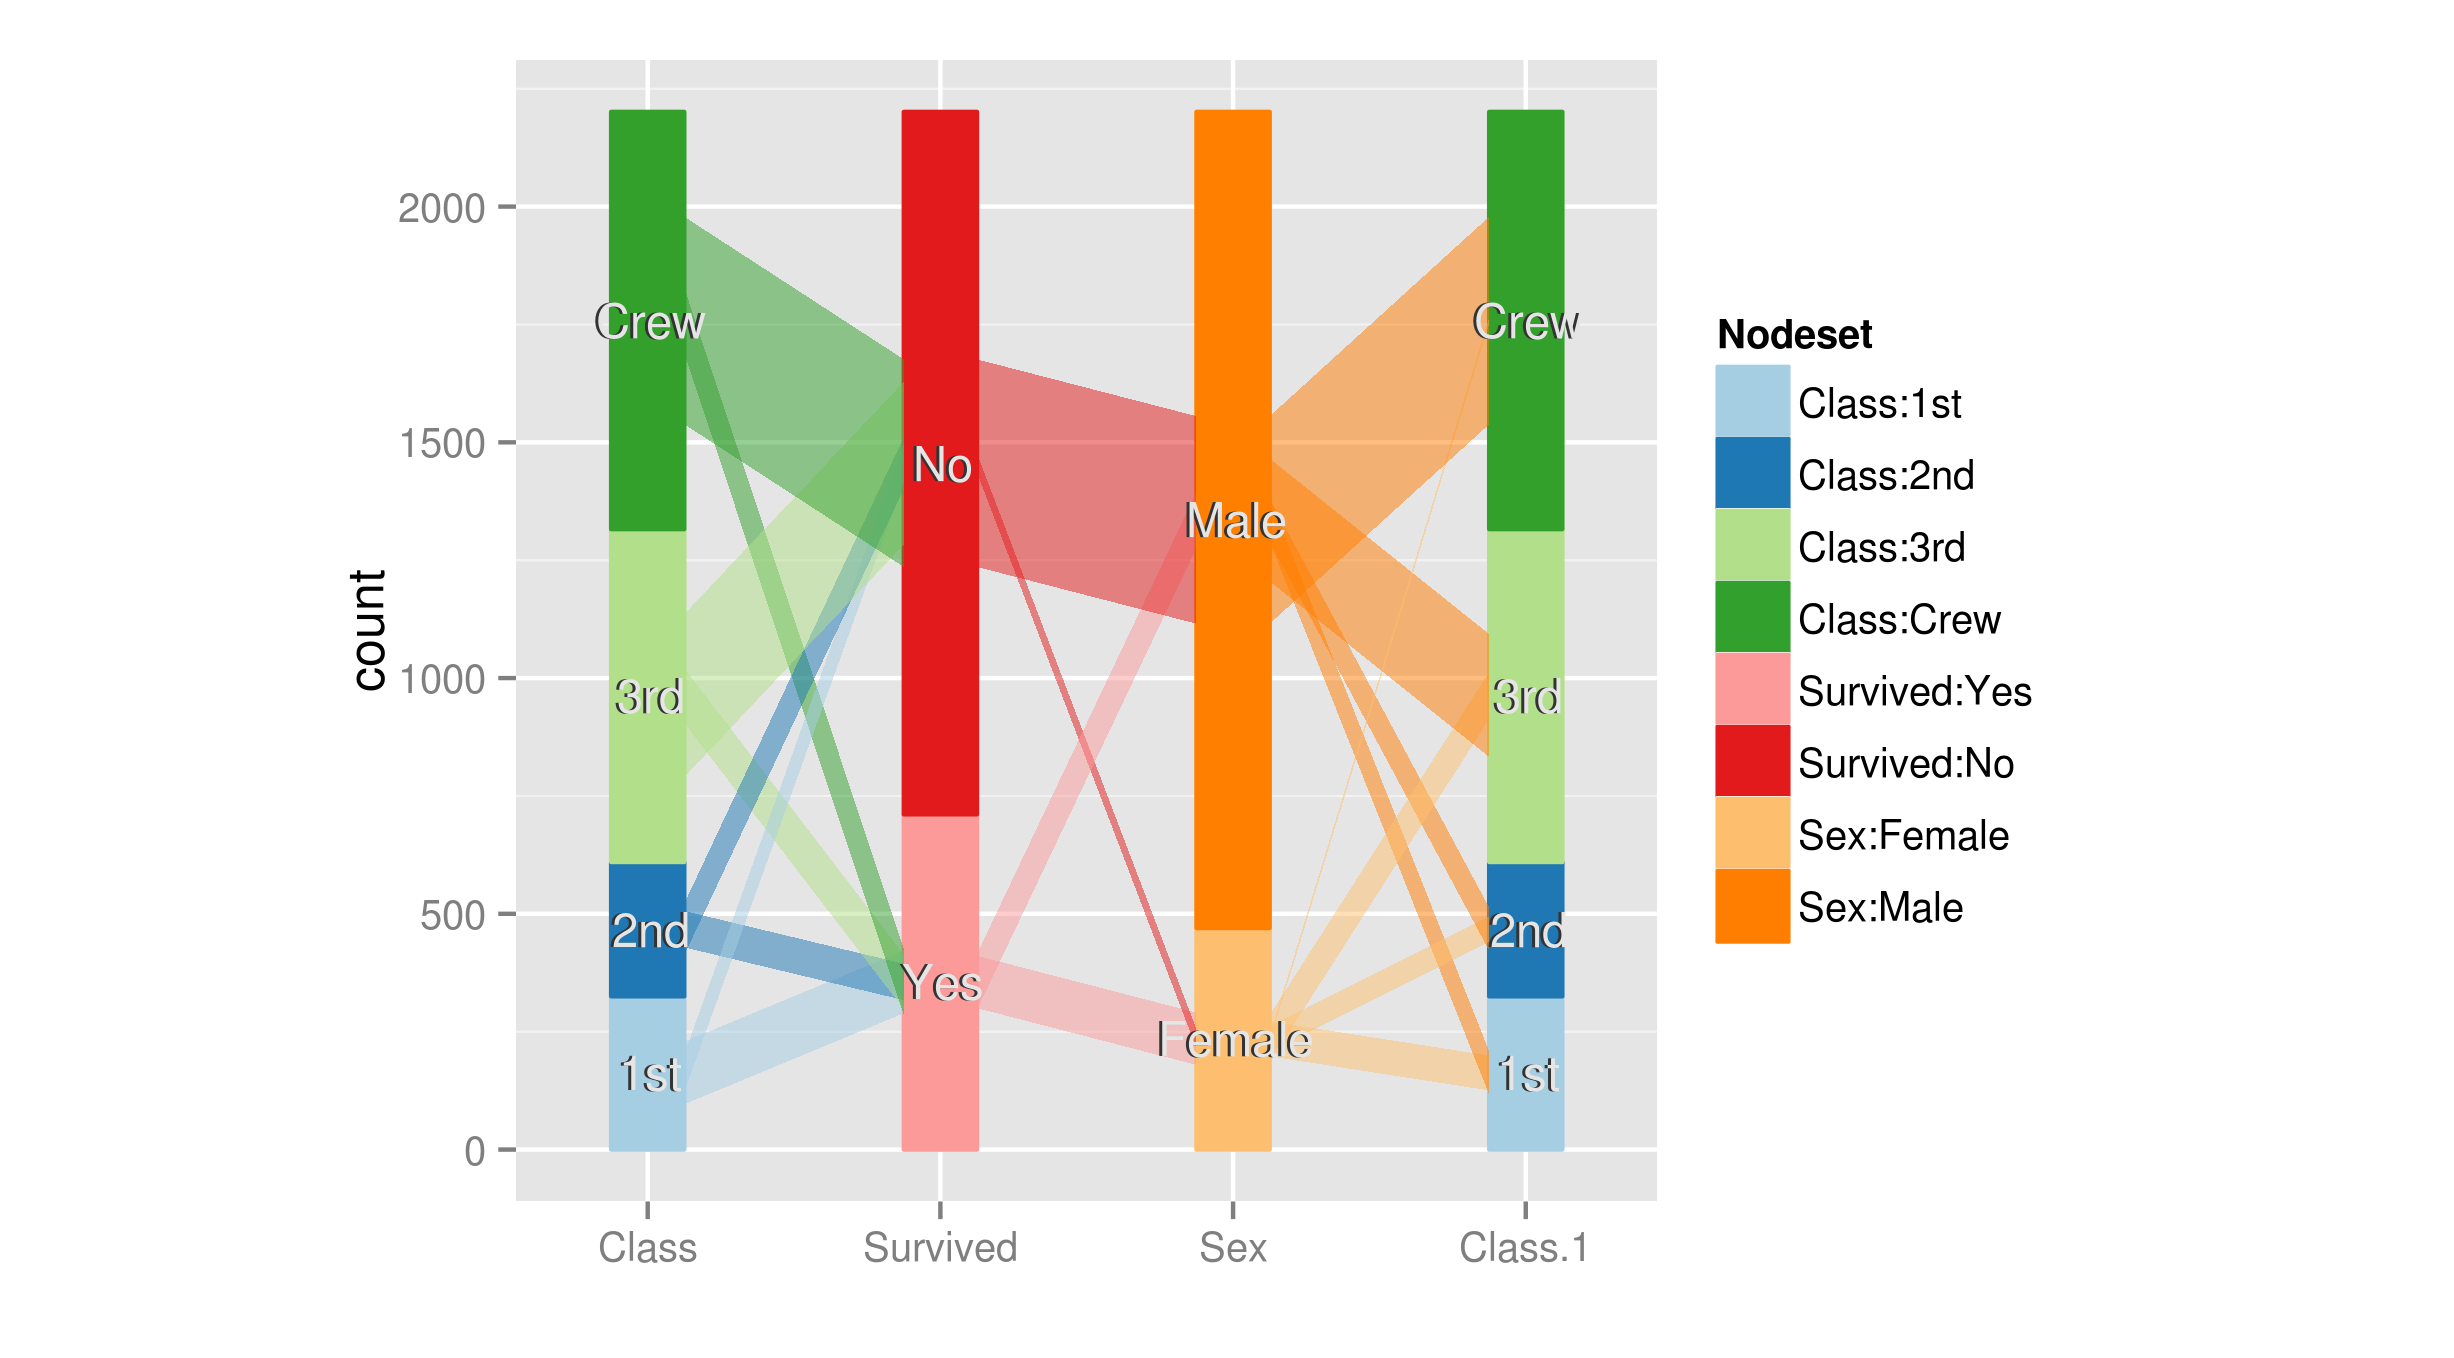 count
2000
1500
1000
500
0
Crew
3rd
2nd
1st
No
Yes
Male
Female
Crew
3rd
2nd
1st
Class
Survived
Sex
Class.1
Nodeset
Class:1st
Class:2nd
Class:3rd
Class:Crew
Survived:Yes
Survived:No
Sex:Female
Sex:Male